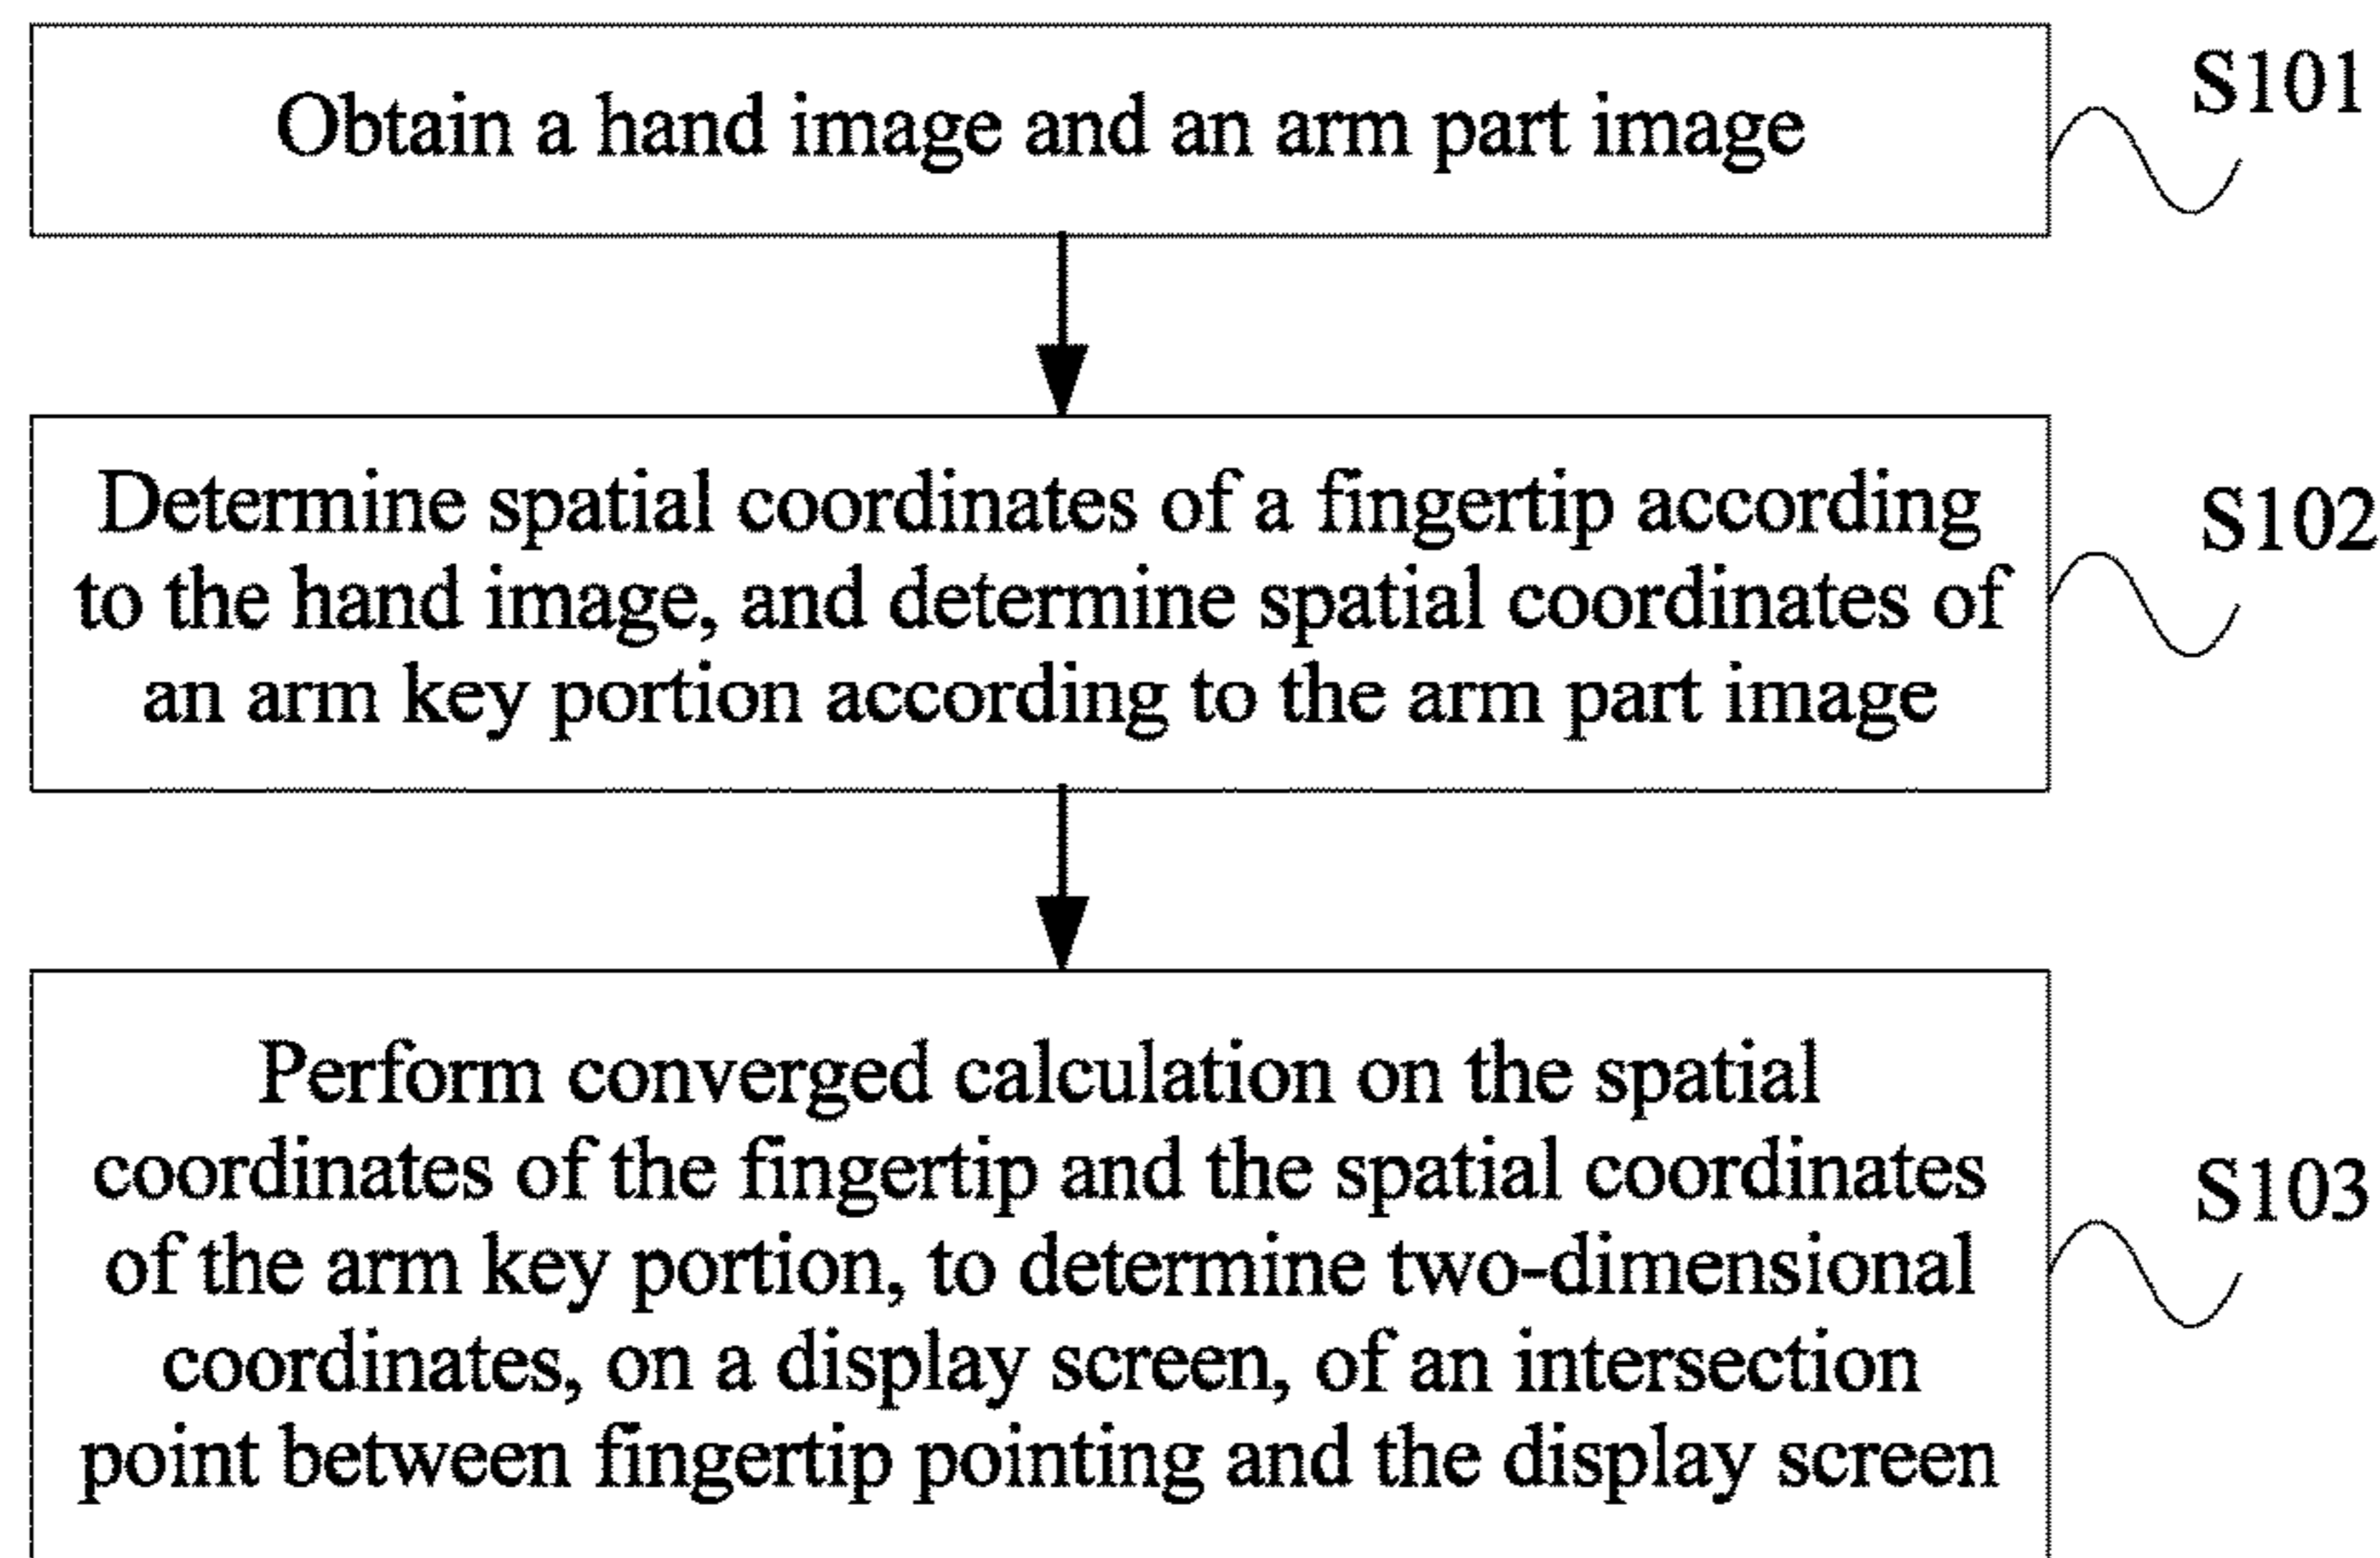 Obtain a hand image and an arm part image
S101
Determine spatial coordinates of a fingertip according
to the hand image, and determine spatial coordinates of
an arm key portion according to the arm part image
S102
Perform converged calculation on the spatial
coordinates of the fingertip and the spatial coordinates
of the arm key portion, to determine two-dimensional
coordinates, on a display screen, of an intersection
point between fingertip pointing and the display screen
S103